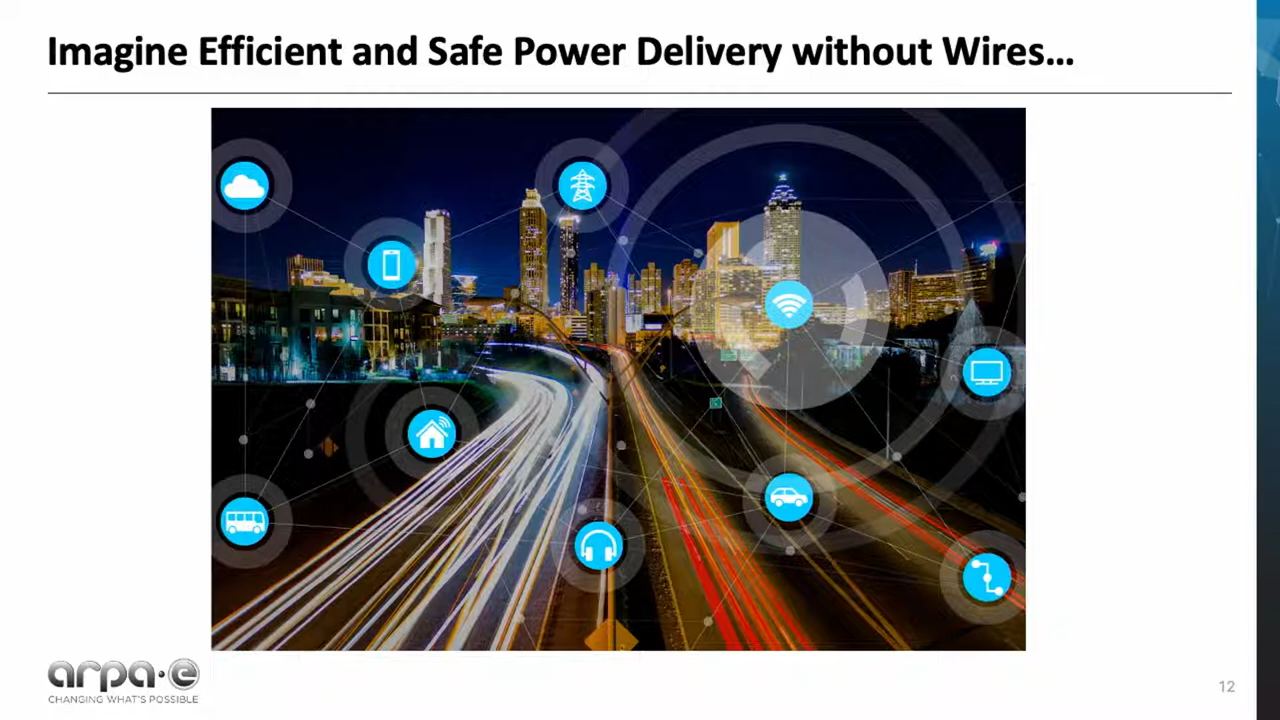 Imagine Efficient and Safe Power Delivery without Wires...
arpa·e
CHANGING WHAT'S POSSIBLE
12